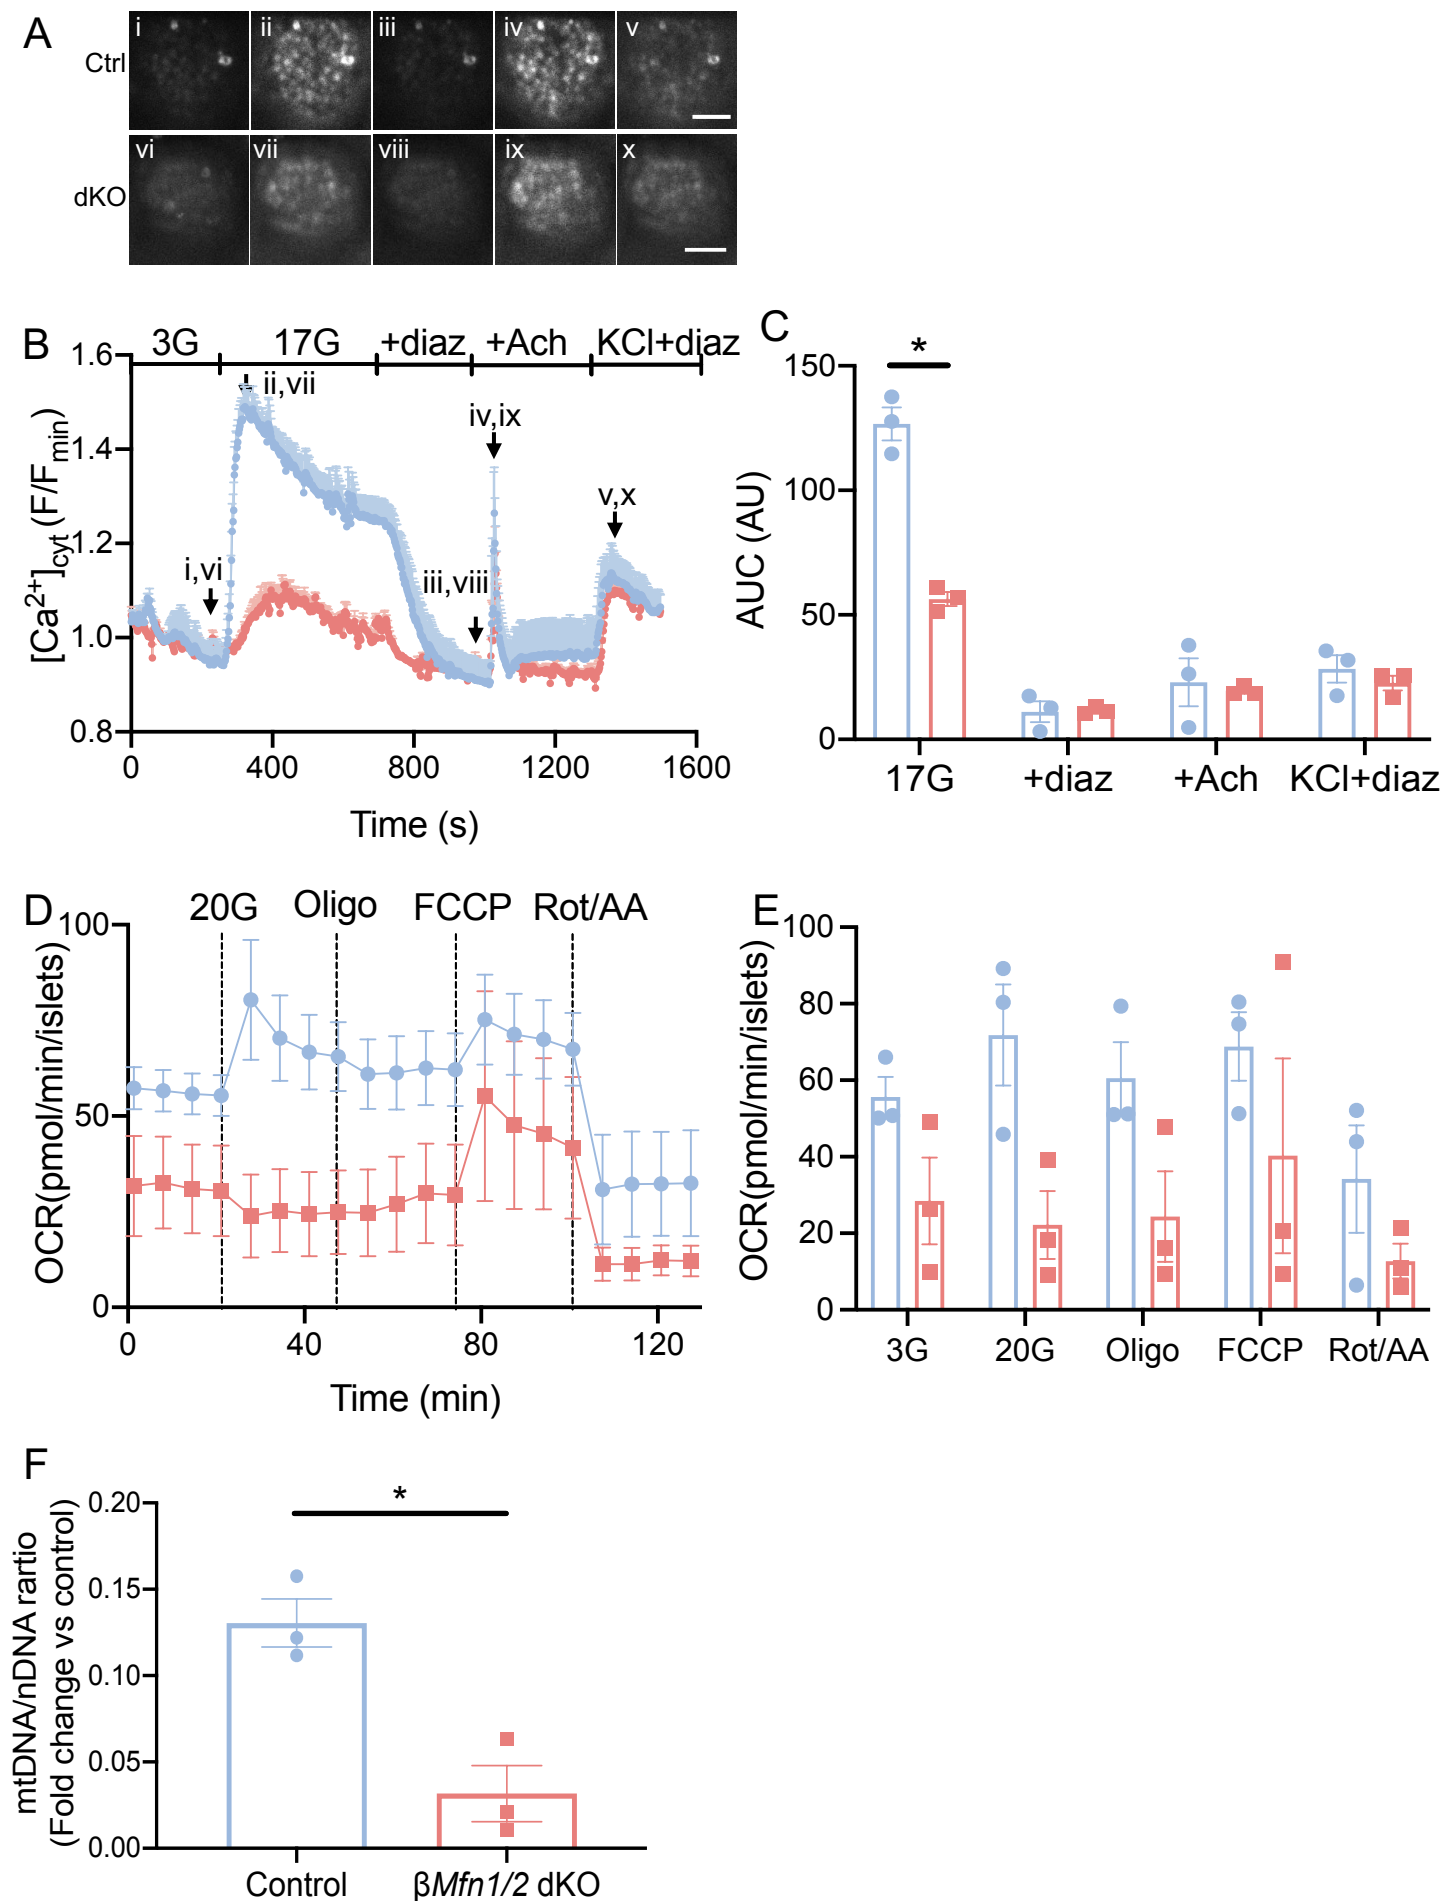 A
Ctrl
i
ii
iii
iv
v
dKO
vi
vii
viii
ix
x
B
3G
17G
+diaz
+Ach
KCl+diaz
[Ca2+]cyt (F/Fmin)
1.6
1.4
1.2
1.0
0.8
i,vi
ii,vii
iii,viii
iv,ix
v,x
0
400
800
1200
1600
Time (s)
C
*
AUC (AU)
150
100
50
0
17G
+diaz
+Ach
KCl+diaz
D
20G
Oligo
FCCP
Rot/AA
OCR(pmol/min/islets)
100
50
0
0
40
80
120
Time (min)
E
OCR(pmol/min/islets)
100
80
60
40
20
0
3G
20G
Oligo
FCCP
Rot/AA
F
*
mtDNA/nDNA rartio
(Fold change vs control)
0.20
0.15
0.10
0.05
0.00
Control
βMfn1/2 dKO